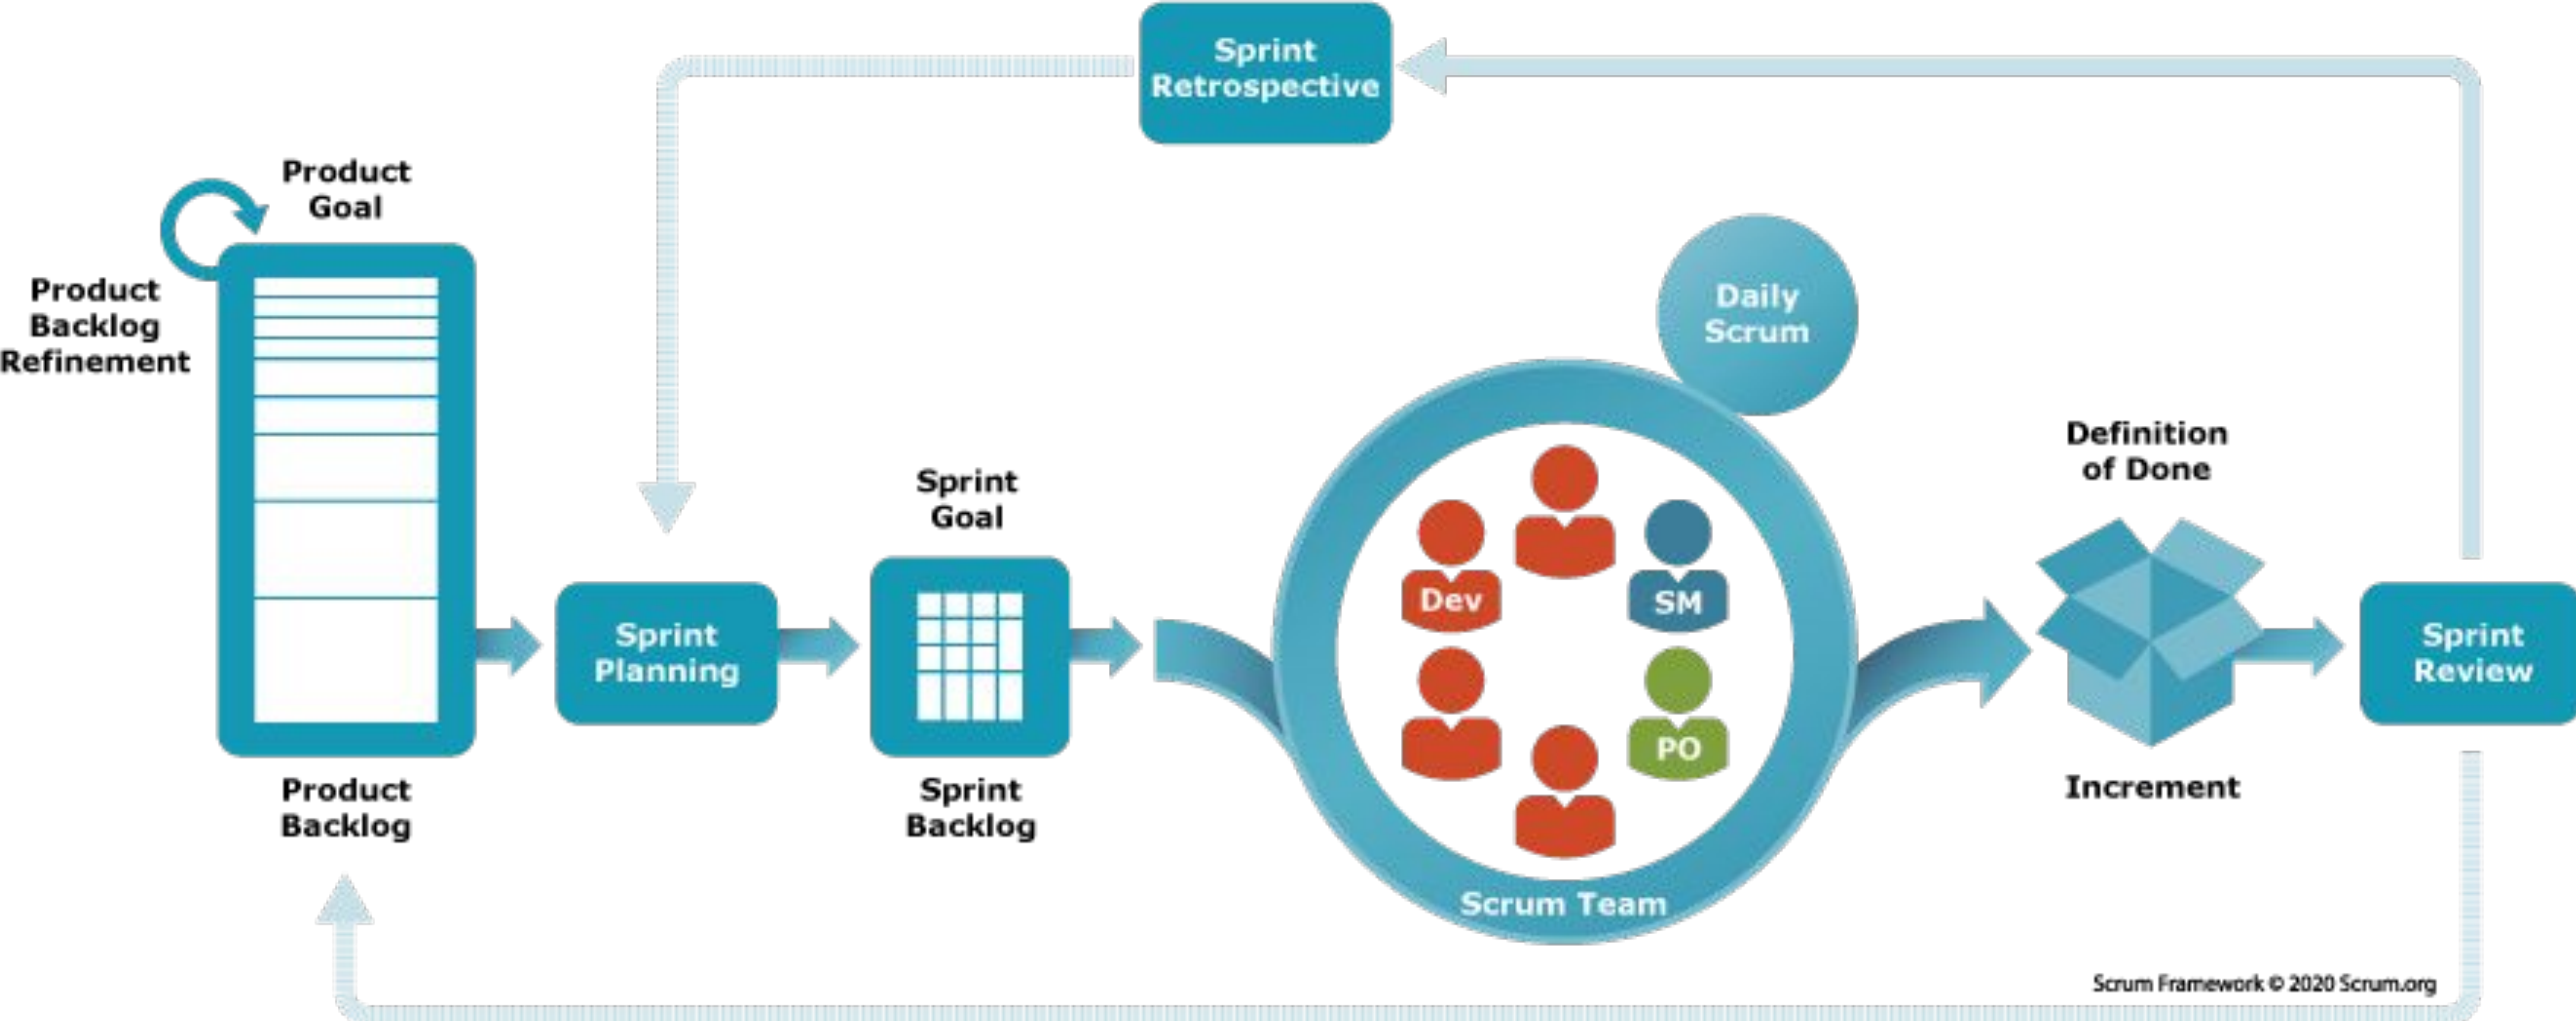 Sprint
Retrospective
Product
Goal
Product
Backlog
Refinement
Daily
Scrum
Definition
of Done
Sprint
Goal
Dev
SM
Sprint
Planning
Sprint
Review
PO
Product
Backlog
Sprint
Backlog
Increment
Scrum Team
Scrum Framework © 2020 Scrum.org